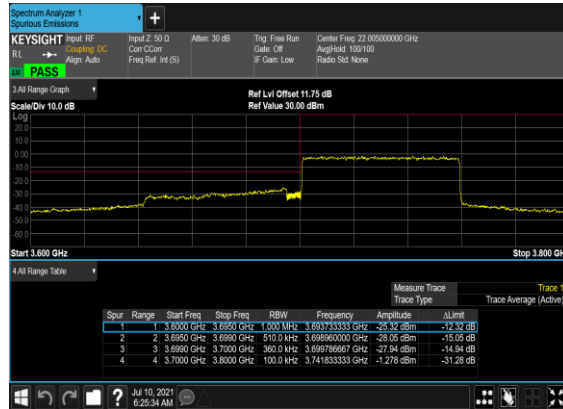 Spectrum Analyzer 1
Spurious Emissions
+
KEYSIGHT Input: RF Input Z: 50 Ω Atten: 30 dB Trig: Free Run Center Freq: 22.005000000 GHz
RL Coupling: DC Corr CCorr Gate: Off Avg|Hold: 100/100
Align: Auto Freq Ref: Int (S) IF Gain: Low Radio Std: None
PASS
3 All Range Graph Ref Lvl Offset 11.75 dB
Scale/Div 10.0 dB Ref Value 30.00 dBm
Log
20.0
10.0
0.00
-10.0
-20.0
-30.0
-40.0
-50.0
-60.0
Start 3.600 GHz Stop 3.800 GH
4 All Range Table
Measure Trace Trace 1
Trace Type Trace Average (Active)
Spur Range Start Freq Stop Freq RBW Frequency Amplitude ΔLimit
1 1 3.6000 GHz 3.6950 GHz 1.000 MHz 3.693733333 GHz -25.32 dBm -12.32 dB
2 2 3.6950 GHz 3.6990 GHz 510.0 kHz 3.698960000 GHz -28.05 dBm -15.05 dB
3 3 3.6990 GHz 3.7000 GHz 360.0 kHz 3.699786667 GHz -27.94 dBm -14.94 dB
4 4 3.7000 GHz 3.8000 GHz 100.0 kHz 3.741833333 GHz -1.278 dBm -31.28 dB
? Jul 10, 2021
6:25:34 AM